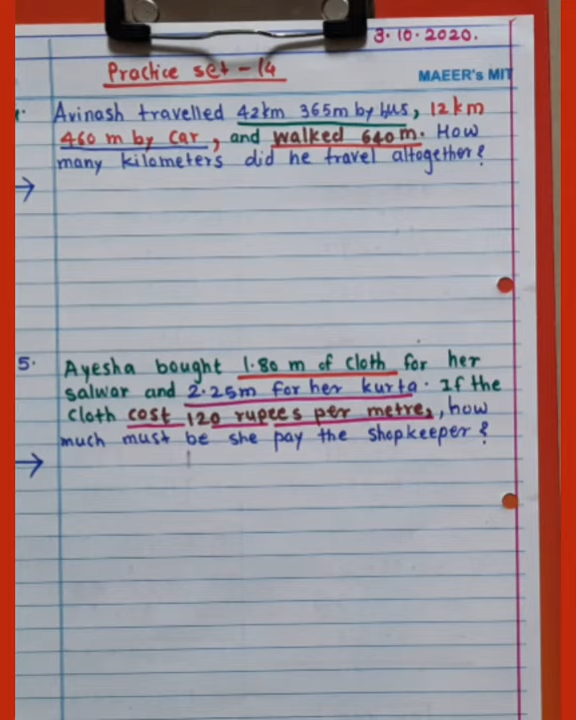 3.10.2020.
Practice set - 14
MAEER's MIT
Avinash travelled 42km 365m by bus, 12km
460 m by car, and walked 640m. How
many kilometers did he travel altogether?
5. Ayesha bought 1.80 m of cloth for her
salwar and 2.25m for her kurta. If the
cloth cost 120 rupees per metre, how
much must be she pay the shopkeeper?